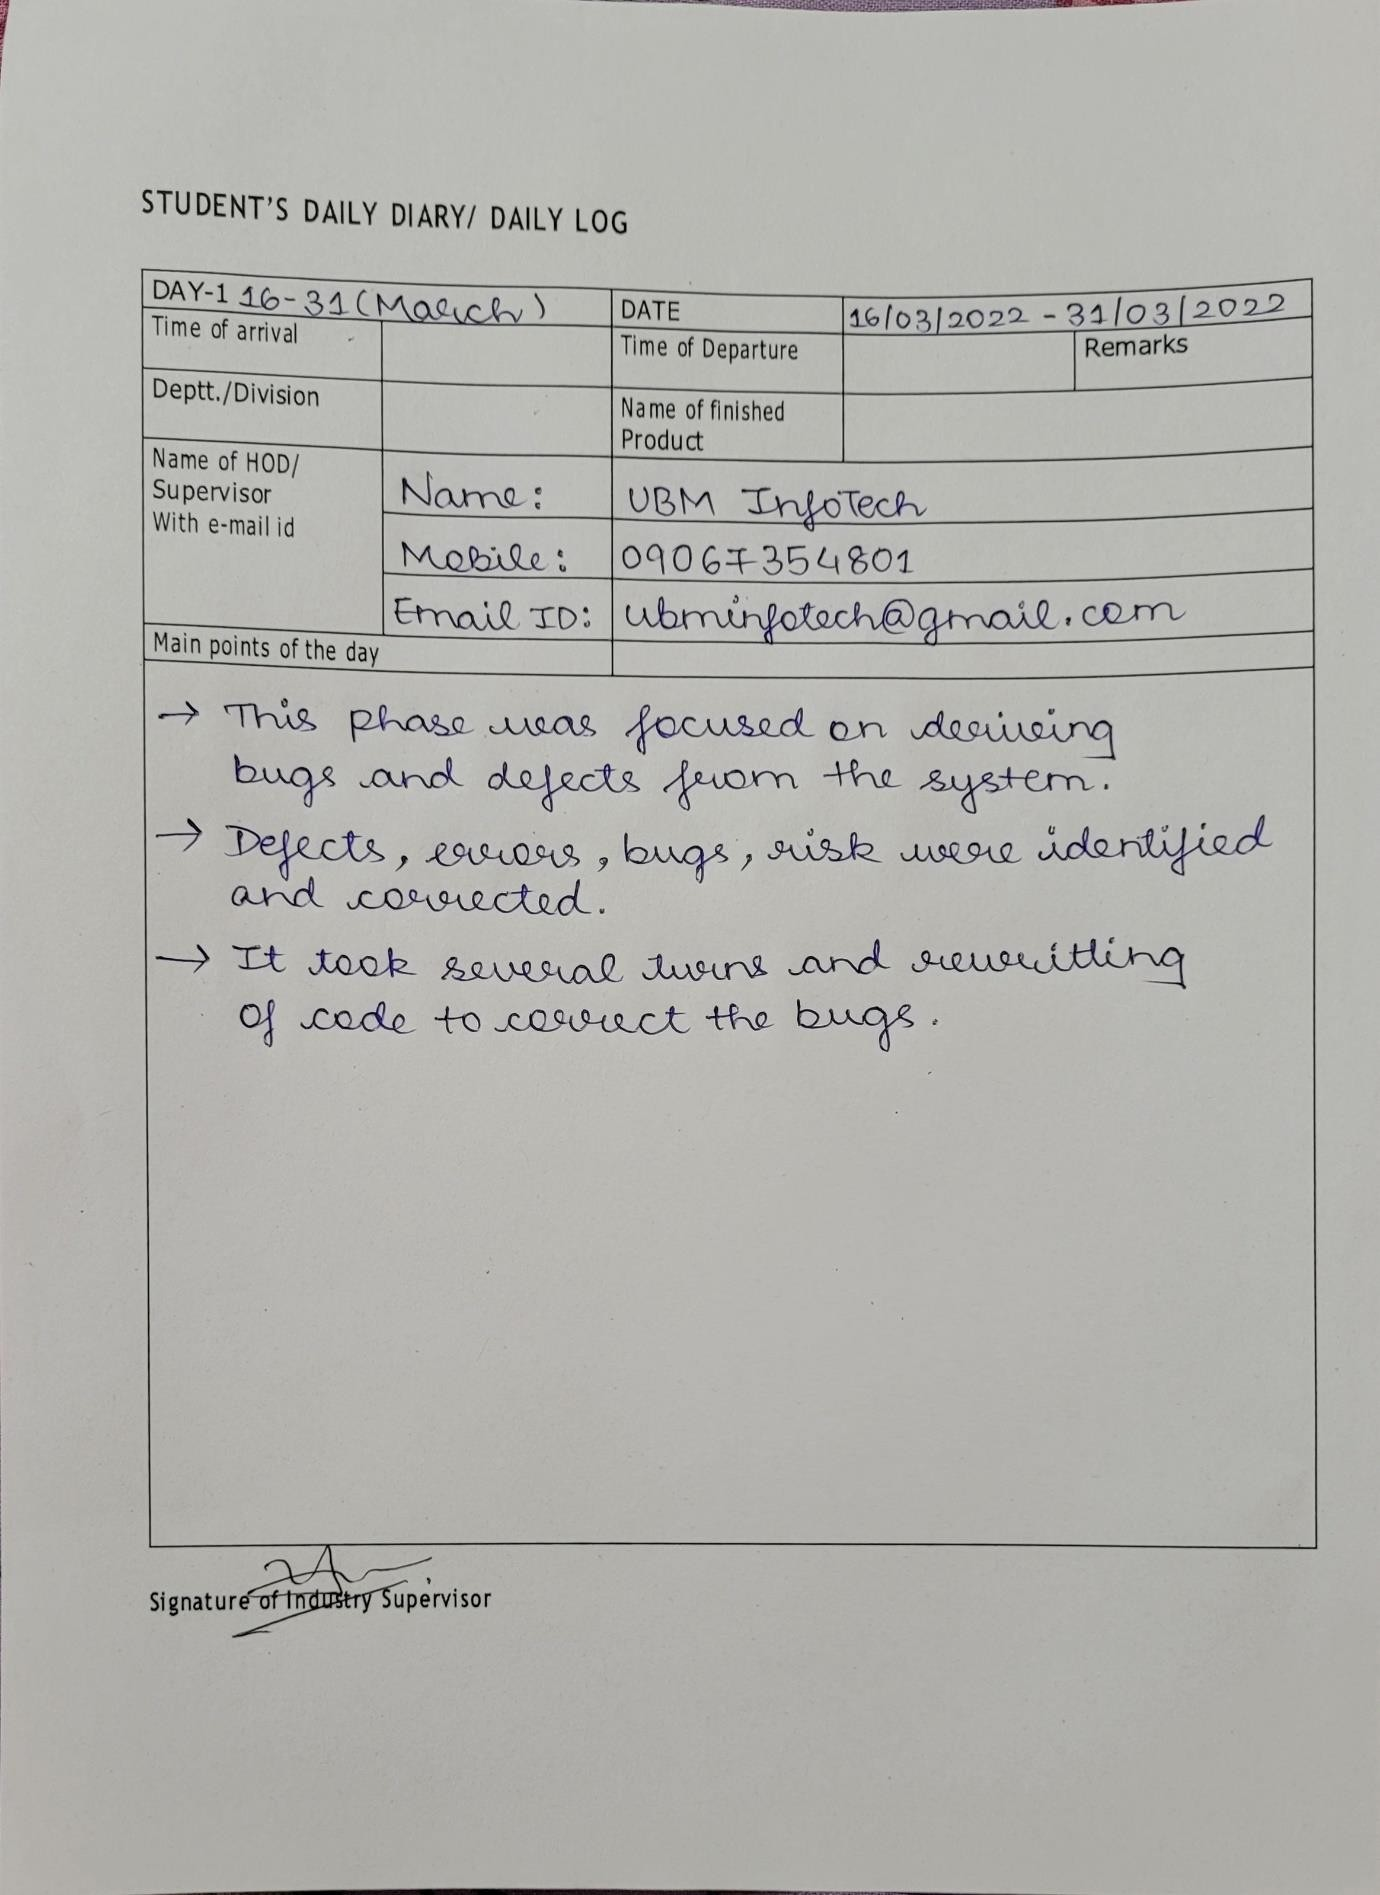 STUDENT'S DAILY DIARY/ DAILY LOG
DAY-1 16-31 (March) DATE 16/03/2022 - 31/03/2022
Time of arrival Time of Departure Remarks
Deptt./Division Name of finished
Product
Name of HOD/
Supervisor
With e-mail id
Name: UBM InfoTech
Mobile: 09067354801
Email ID: ubminfotech@gmail.com
Main points of the day
→ This phase was focused on deriving
bugs and defects from the system.
→ Defects, errors, bugs, risk were identified
and corrected.
→ It took several turns and rewritting
of code to correct the bugs.
Signature of Industry Supervisor